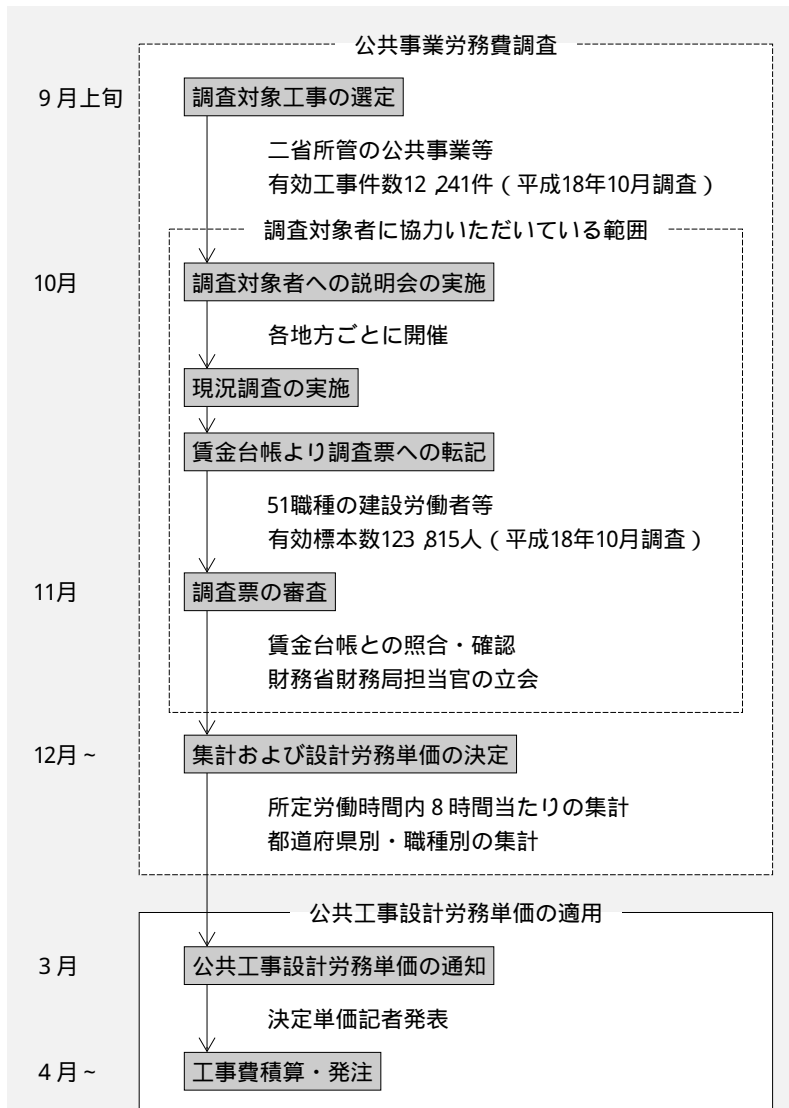 公共事業労務費調査
9月上旬
調査対象工事の選定
二省所管の公共事業等
有効工事件数12,241件(平成18年10月調査)
調査対象者に協力いただいている範囲
10月
調査対象者への説明会の実施
各地方ごとに開催
現況調査の実施
賃金台帳より調査票への転記
51職種の建設労働者等
有効標本数123,815人(平成18年10月調査)
11月
調査票の審査
賃金台帳との照合・確認
財務省財務局担当官の立会
12月~
集計および設計労務単価の決定
所定労働時間内8時間当たりの集計
都道府県別・職種別の集計
公共工事設計労務単価の適用
3月
公共工事設計労務単価の通知
決定単価記者発表
4月~
工事費積算・発注